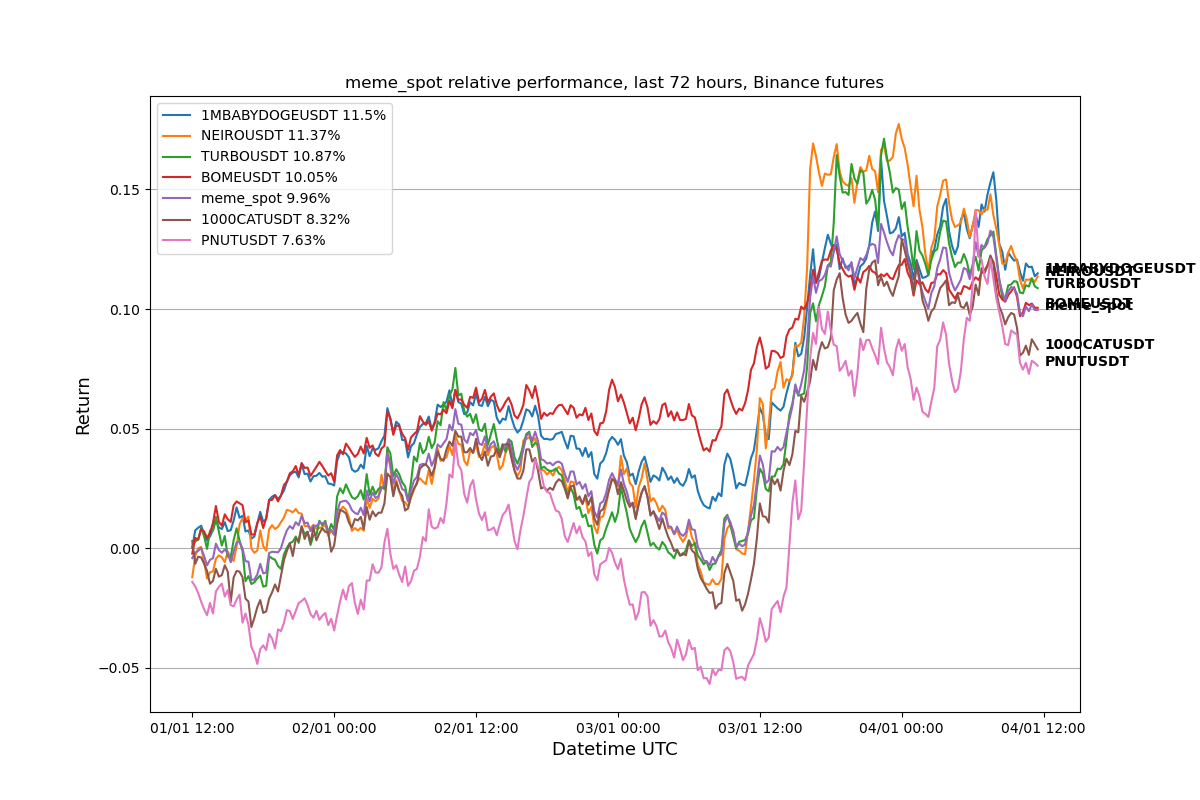 meme_spot relative performance, last 72 hours, Binance futures
1MBABYDOGEUSDT 11.5%
NEIROUSDT 11.37%
TURBOUSDT 10.87%
BOMEUSDT 10.05%
meme_spot 9.96%
1000CATUSDT 8.32%
PNUTUSDT 7.63%
Return
0.15
0.10
0.05
0.00
−0.05
1MBABYDOGEUSDT
NEIROUSDT
TURBOUSDT
BOMEUSDT
meme_spot
1000CATUSDT
PNUTUSDT
01/01 12:00
02/01 00:00
02/01 12:00
03/01 00:00
03/01 12:00
04/01 00:00
04/01 12:00
Datetime UTC